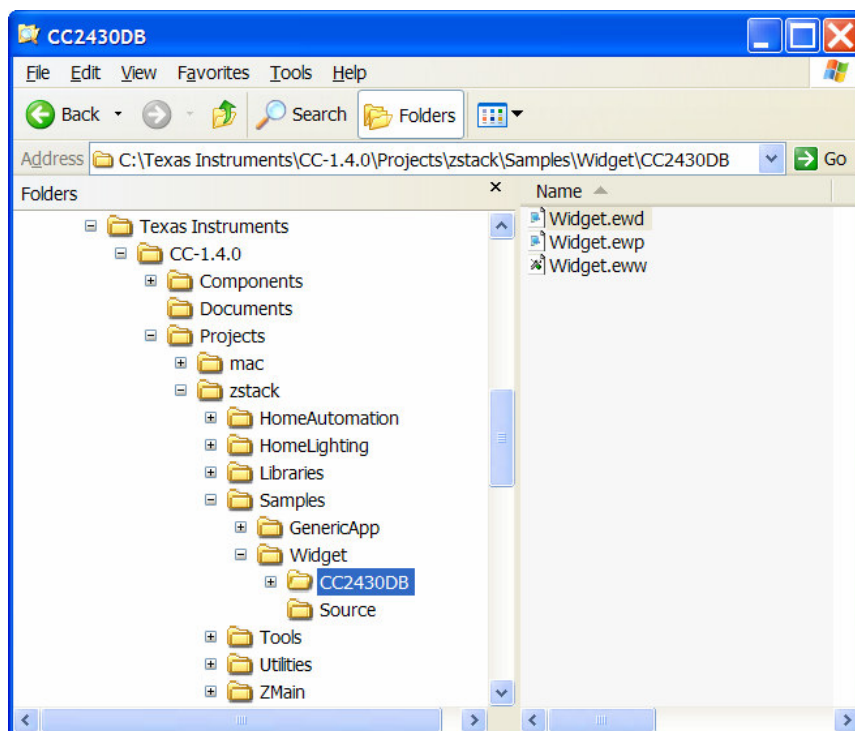 CC2430DB
File Edit View Favorites Tools Help
Back Search Folders
Address C:\Texas Instruments\CC-1.4.0\Projects\zstack\Samples\Widget\CC2430DB Go
Folders × Name
Texas Instruments
CC-1.4.0
Components
Documents
Projects
mac
zstack
HomeAutomation
HomeLighting
Libraries
Samples
GenericApp
Widget
CC2430DB
Source
Tools
Utilities
ZMain
Widget.ewd
Widget.ewp
Widget.eww